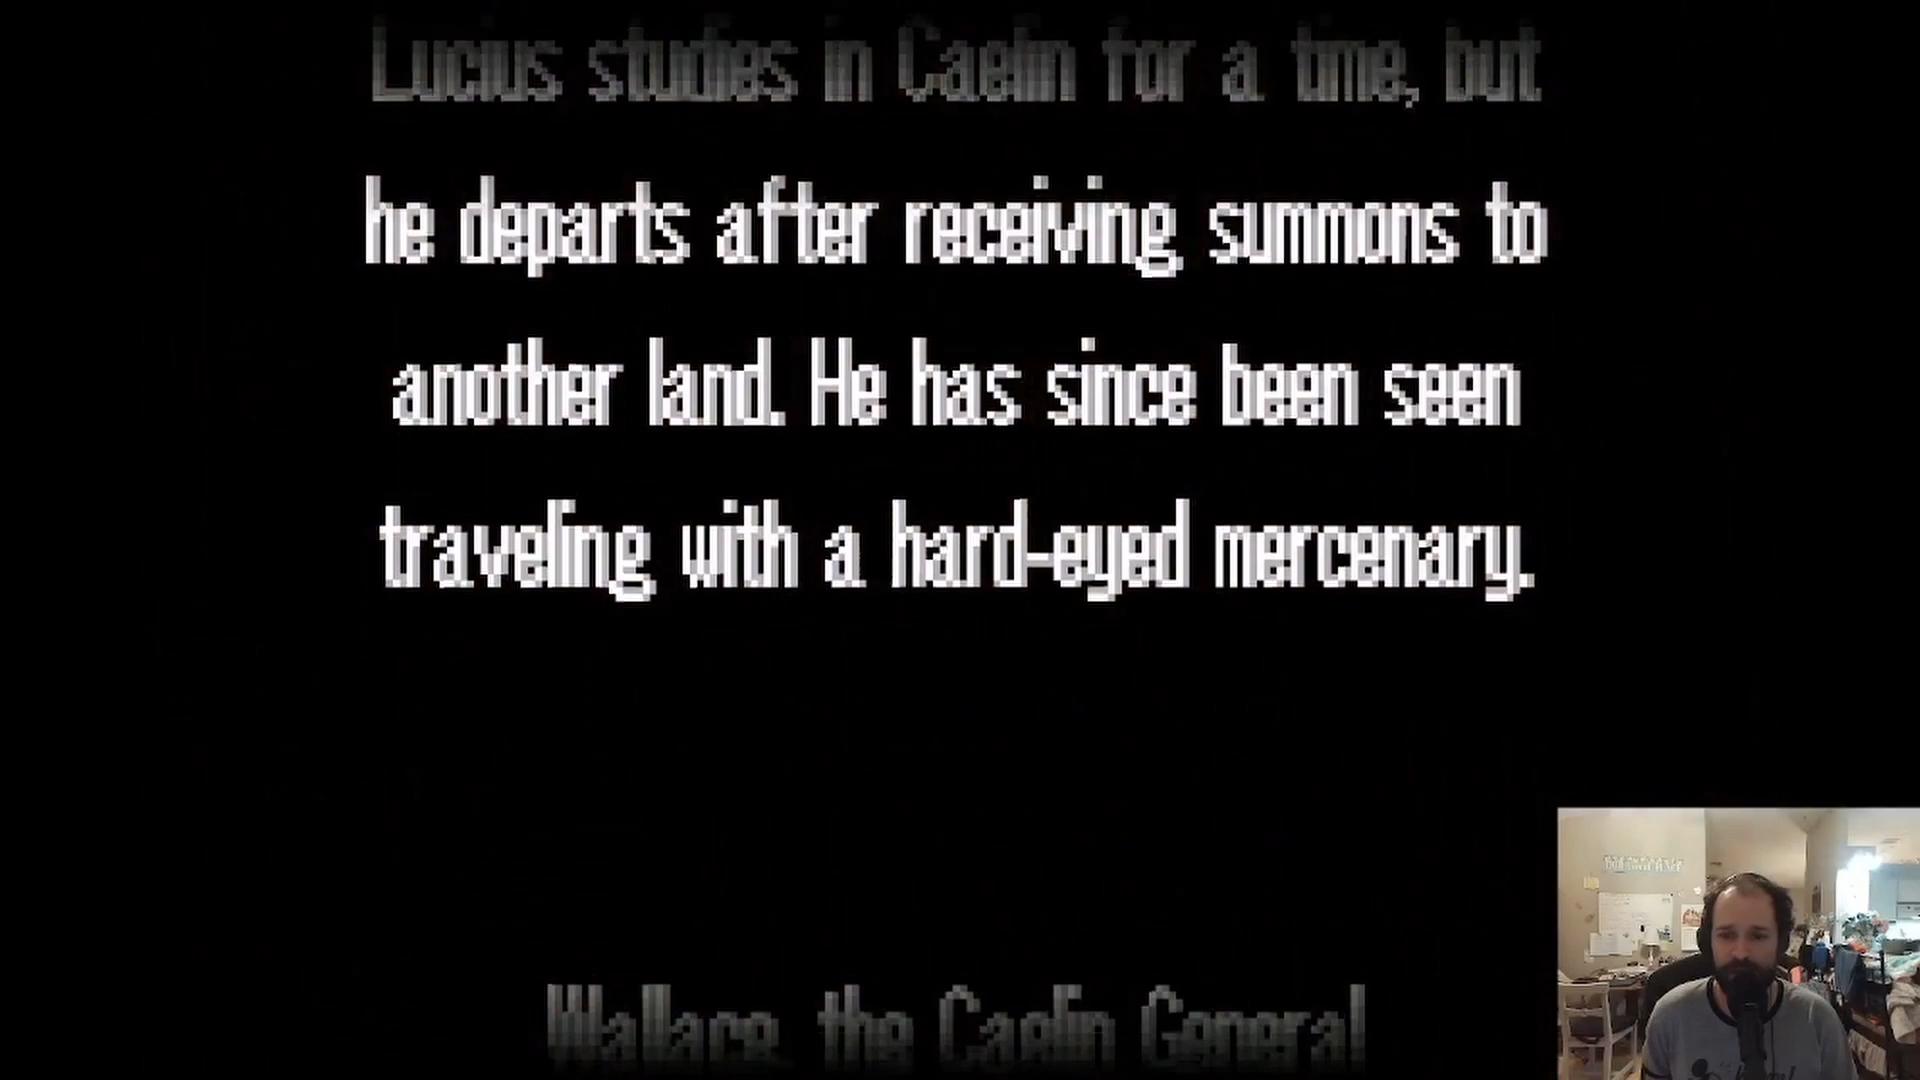 Lucius studies in Caelin for a time, but
he departs after receiving summons to
another land. He has since been seen
traveling with a hard-eyed mercenary.
Wallace, the Caelin General